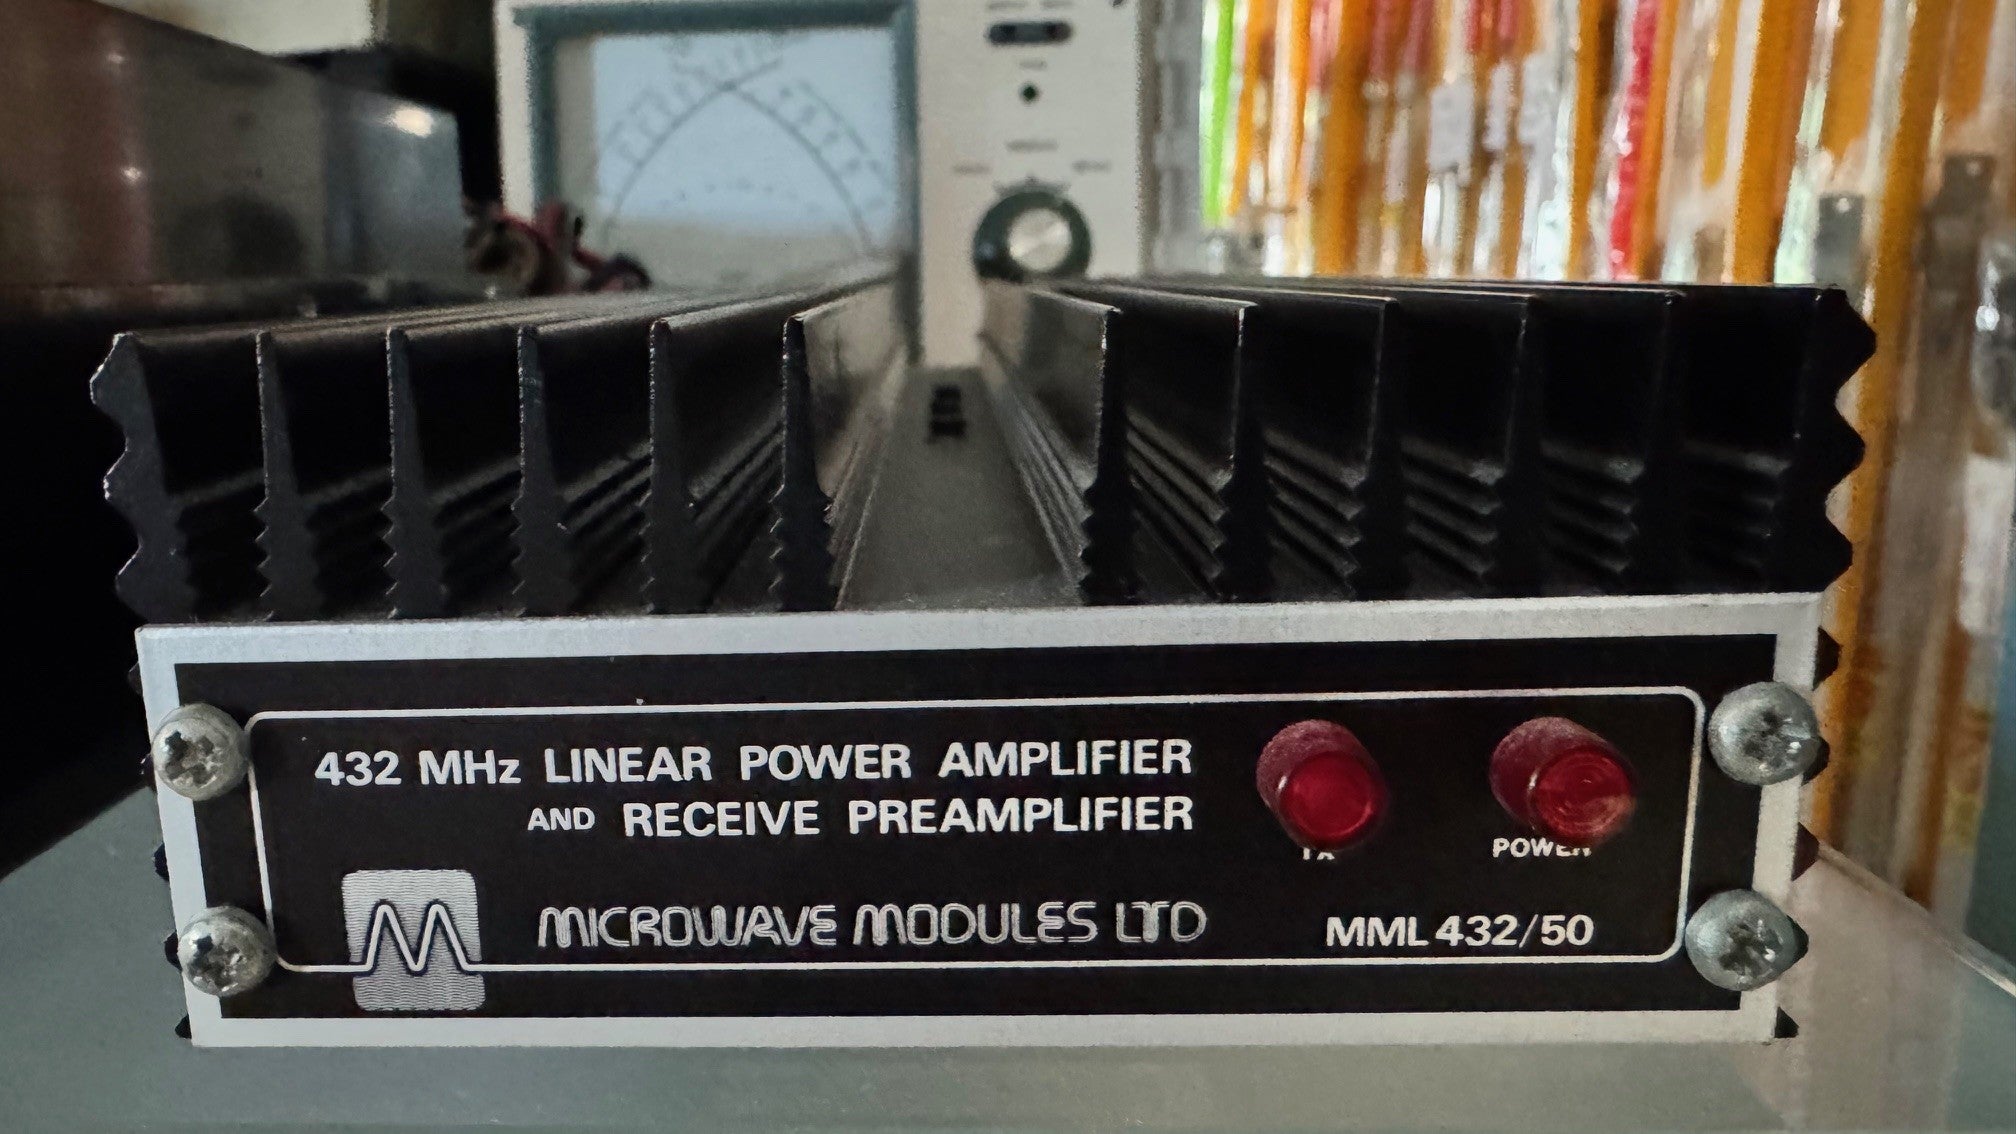 432 MHz LINEAR POWER AMPLIFIER
AND RECEIVE PREAMPLIFIER
TX
POWER
MICROWAVE MODULES LTD
MML 432/50